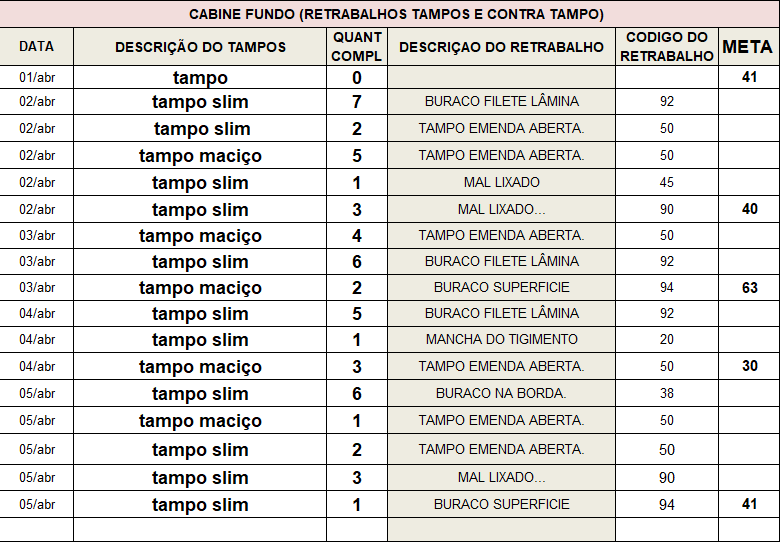 CABINE FUNDO (RETRABALHOS TAMPOS E CONTRA TAMPO)
DATA DESCRIÇÃO DO TAMPOS QUANT COMPL DESCRIÇAO DO RETRABALHO CODIGO DO RETRABALHO META
01/abr tampo 0 41
02/abr tampo slim 7 BURACO FILETE LÂMINA 92
02/abr tampo slim 2 TAMPO EMENDA ABERTA. 50
02/abr tampo maciço 5 TAMPO EMENDA ABERTA. 50
02/abr tampo slim 1 MAL LIXADO 45
02/abr tampo slim 3 MAL LIXADO... 90 40
03/abr tampo maciço 4 TAMPO EMENDA ABERTA. 50
03/abr tampo slim 6 BURACO FILETE LÂMINA 92
03/abr tampo maciço 2 BURACO SUPERFICIE 94 63
04/abr tampo slim 5 BURACO FILETE LÂMINA 92
04/abr tampo slim 1 MANCHA DO TIGIMENTO 20
04/abr tampo maciço 3 TAMPO EMENDA ABERTA. 50 30
05/abr tampo slim 6 BURACO NA BORDA. 38
05/abr tampo maciço 1 TAMPO EMENDA ABERTA. 50
05/abr tampo slim 2 TAMPO EMENDA ABERTA. 50
05/abr tampo slim 3 MAL LIXADO... 90
05/abr tampo slim 1 BURACO SUPERFICIE 94 41